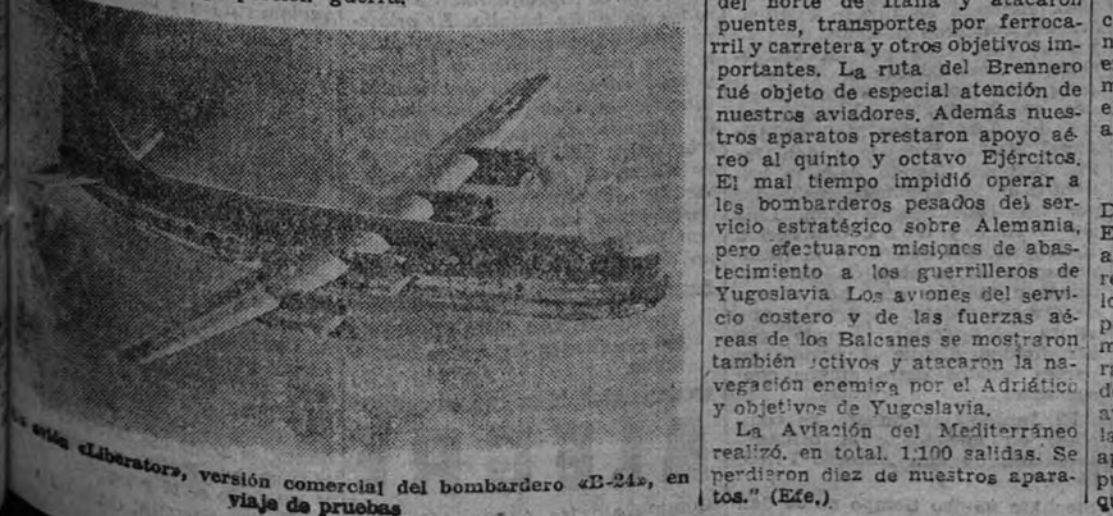 guerra.
Un avión «Liberator», versión comercial del bombardero «B-24», en
viaje de pruebas
del norte de Italia y atacaron
puentes, transportes por ferroca-
rril y carretera y otros objetivos im-
portantes. La ruta del Brennero
fué objeto de especial atención de
nuestros aviadores. Además nues-
tros aparatos prestaron apoyo aé-
reo al quinto y octavo Ejércitos.
El mal tiempo impidió operar a
los bombarderos pesados del ser-
vicio estratégico sobre Alemania,
pero efectuaron misiones de abas-
tecimiento a los guerrilleros de
Yugoslavia Los aviones del servi-
cio costero y de las fuerzas aé-
reas de los Balcanes se mostraron
también activos y atacaron la na-
vegación enemiga por el Adriático
y objetivos de Yugoslavia.
La Aviación del Mediterráneo
realizó, en total, 1.100 salidas. Se
perdieron diez de nuestros apara-
tos." (Efe.)